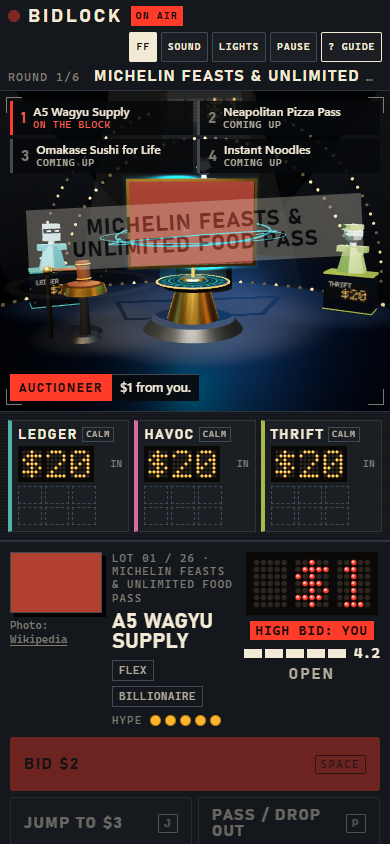 BIDLOCK ON AIR
FF SOUND LIGHTS PAUSE ? GUIDE
ROUND 1/6 MICHELIN FEASTS & UNLIMITED …
1 A5 Wagyu Supply
ON THE BLOCK
2 Neapolitan Pizza Pass
COMING UP
3 Omakase Sushi for Life
COMING UP
4 Instant Noodles
COMING UP
MICHELIN FEASTS &
UNLIMITED FOOD PASS
THRIFT
$20
AUCTIONEER $1 from you.
LEDGER CALM
$20 IN
HAVOC CALM
$20 IN
THRIFT CALM
$20 IN
Photo:
Wikipedia
LOT 01 / 26 ·
MICHELIN FEASTS
& UNLIMITED FOOD
PASS
A5 WAGYU
SUPPLY
FLEX
BILLIONAIRE
HYPE
$1
HIGH BID: YOU
4.2
OPEN
BID $2 SPACE
JUMP TO $3 J
PASS / DROP
OUT P